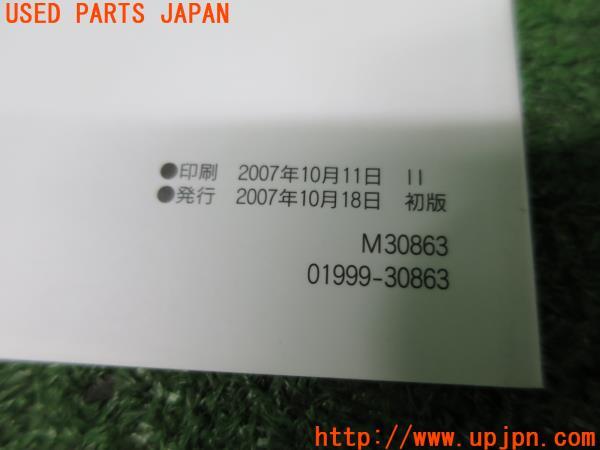 USED PARTS JAPAN
●印刷 2007年10月11日 II
●発行 2007年10月18日 初版
M30863
01999-30863
http://www.upjpn.com